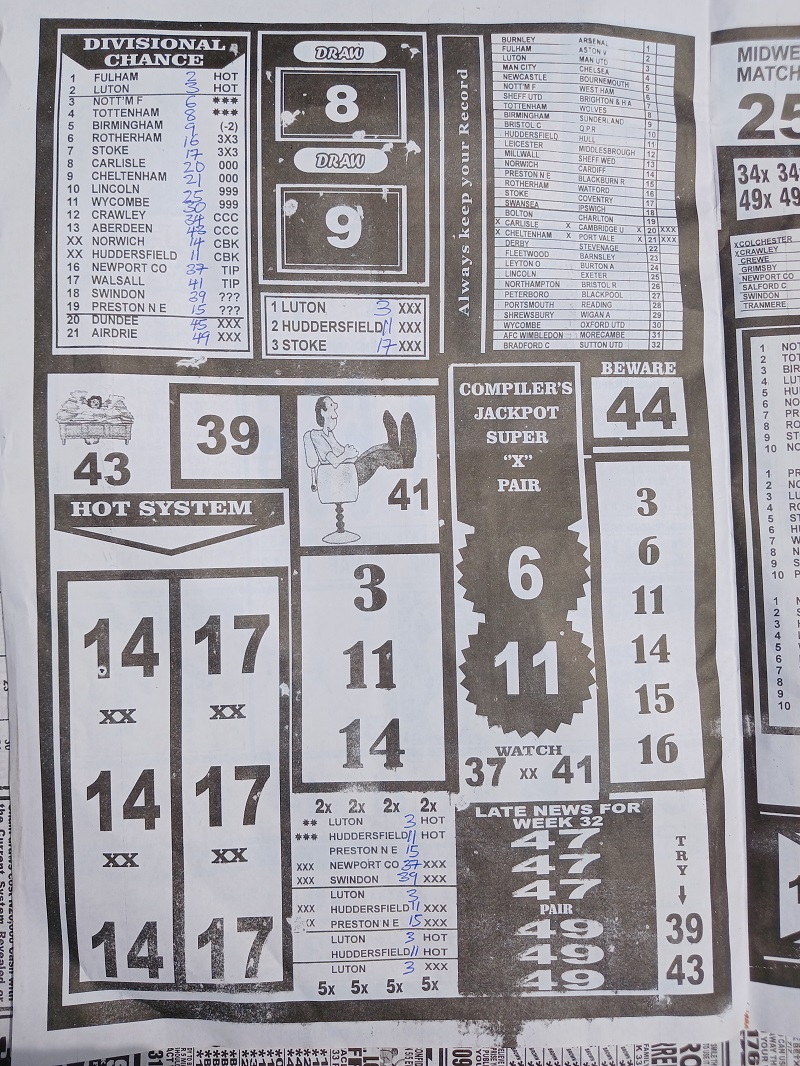 DIVISIONAL
CHANCE
1 FULHAM 2 HOT
2 LUTON 3 HOT
3 NOTT'M F 6 ***
4 TOTTENHAM 8 ***
5 BIRMINGHAM 9 (-2)
6 ROTHERHAM 16 3X3
7 STOKE 17 3X3
8 CARLISLE 20 000
9 CHELTENHAM 21 000
10 LINCOLN 25 999
11 WYCOMBE 30 999
12 CRAWLEY 34 CCC
13 ABERDEEN 43 CCC
XX NORWICH 14 CBK
XX HUDDERSFIELD 11 CBK
16 NEWPORT CO 37 TIP
17 WALSALL 41 TIP
18 SWINDON 39 ???
19 PRESTON N E 15 ???
20 DUNDEE 45 XXX
21 AIRDRIE 49 XXX
DRAW
8
DRAW
9
1 LUTON 3 XXX
2 HUDDERSFIELD 11 XXX
3 STOKE 17 XXX
Always keep your Record
BURNLEY ARSENAL 1
FULHAM ASTON V 2
LUTON MAN UTD 3
MAN CITY CHELSEA 4
NEWCASTLE BOURNEMOUTH 5
NOTT'M F WEST HAM 6
SHEFF UTD BRIGHTON & H A 7
TOTTENHAM WOLVES 8
BIRMINGHAM SUNDERLAND 9
BRISTOL C Q.P.R 10
HUDDERSFIELD HULL 11
LEICESTER MIDDLESBROUGH 12
MILLWALL SHEF WED 13
NORWICH CARDIFF 14
PRESTON N E BLACKBURN R 15
ROTHERHAM WATFORD 16
STOKE COVENTRY 17
SWANSEA IPSWICH 18
BOLTON CHARLTON 19
X CARLISLE X CAMBRIDGE U X 20 XXX
X CHELTENHAM X PORT VALE X 21 XXX
DERBY STEVENAGE 22
FLEETWOOD BARNSLEY 23
LEYTON O BURTON A 24
LINCOLN EXETER 25
NORTHAMPTON BRISTOL R 26
PETERBORO BLACKPOOL 27
PORTSMOUTH READING 28
SHREWSBURY WIGAN A 29
WYCOMBE OXFORD UTD 30
AFC WIMBLEDON MORECAMBE 31
BRADFORD C SUTTON UTD 32
43
39
41
HOT SYSTEM
14 17
XX XX
14 17
XX XX
14 17
3
11
14
COMPILER'S
JACKPOT
SUPER
"X"
PAIR
6
11
WATCH
37 XX 41
BEWARE
44
3
6
11
14
15
16
2x 2x 2x 2x
** LUTON 3 HOT
*** HUDDERSFIELD 11 HOT
PRESTON N E 15
XXX NEWPORT CO 37 XXX
XXX SWINDON 39 XXX
LUTON 3
XXX HUDDERSFIELD 11 XXX
PRESTON N E 15 XXX
LUTON 3 HOT
HUDDERSFIELD 11 HOT
LUTON 3 XXX
5x 5x 5x 5x
LATE NEWS FOR
WEEK 32
47
47
47
PAIR
49
49
49
TRY
39
43
MIDWE
MATCH
25
34x 34
49x 49
XCOLCHESTER
XCRAWLEY
CREWE
GRIMSBY
NEWPORT CO
SALFORD C
SWINDON
TRANMERE